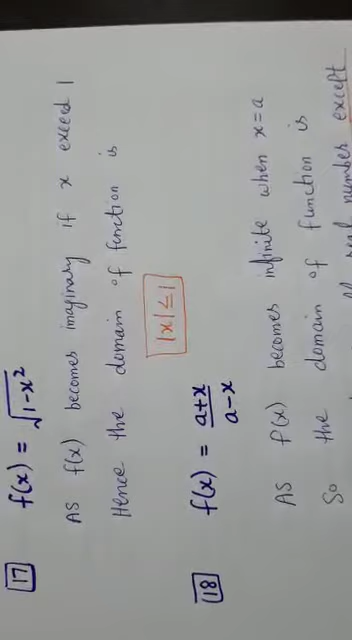 17 f(x) = √1-x²
As f(x) becomes imaginary if x exceed 1
Hence the domain of function is
|x| ≤ 1
18 f(x) = a+x / a-x
As f(x) becomes infinite when x = a
So the domain of function is
real number except